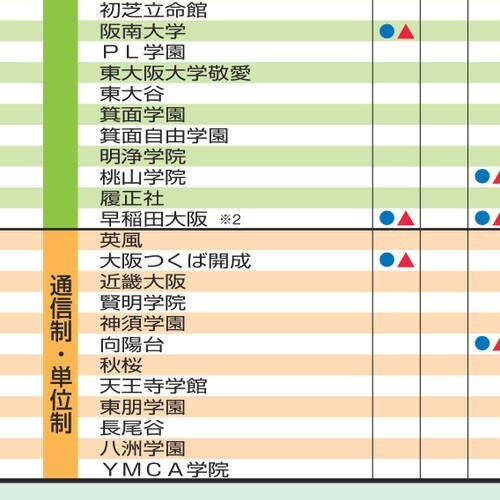 初芝立命館
阪南大学
ＰＬ学園
東大阪大学敬愛
東大谷
箕面学園
箕面自由学園
明浄学院
桃山学院
履正社
早稲田大阪 ※2
通信制・単位制
英風
大阪つくば開成
近畿大阪
賢明学院
神須学園
向陽台
秋桜
天王寺学館
東朋学園
長尾谷
八洲学園
ＹＭＣＡ学院